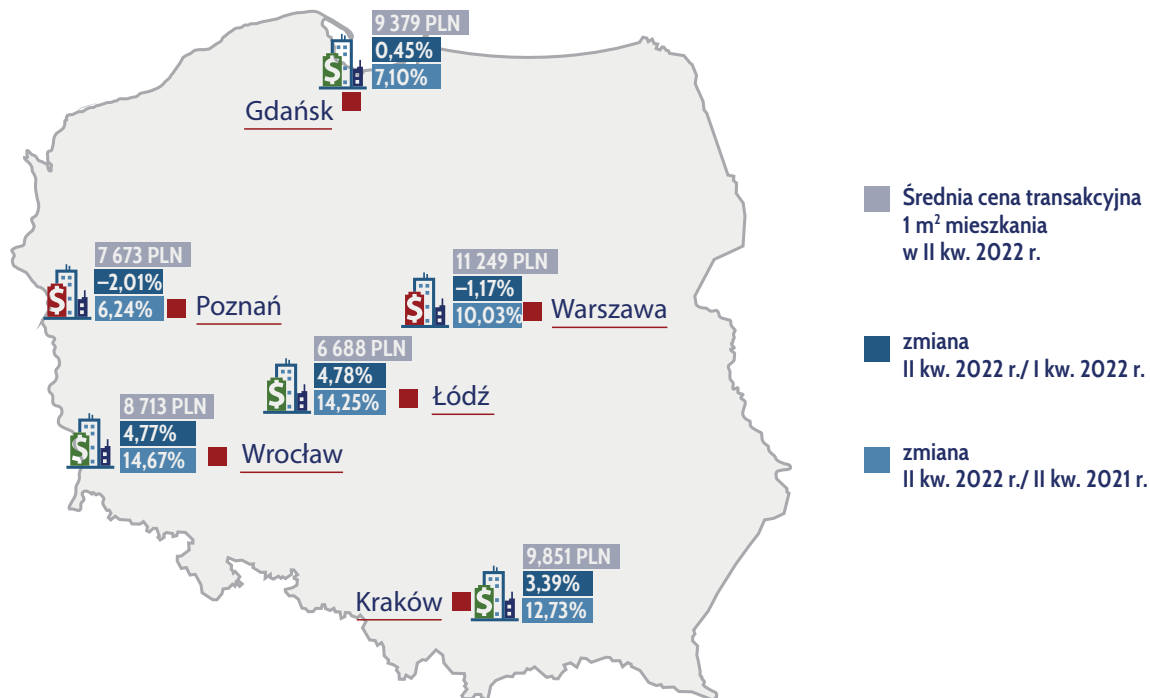 9 379 PLN
0,45%
7,10%
Gdańsk
7 673 PLN
–2,01%
6,24%
Poznań
11 249 PLN
–1,17%
10,03%
Warszawa
6 688 PLN
4,78%
14,25%
Łódź
8 713 PLN
4,77%
14,67%
Wrocław
9,851 PLN
3,39%
12,73%
Kraków
Średnia cena transakcyjna
1 m² mieszkania
w II kw. 2022 r.
zmiana
II kw. 2022 r./ I kw. 2022 r.
zmiana
II kw. 2022 r./ II kw. 2021 r.